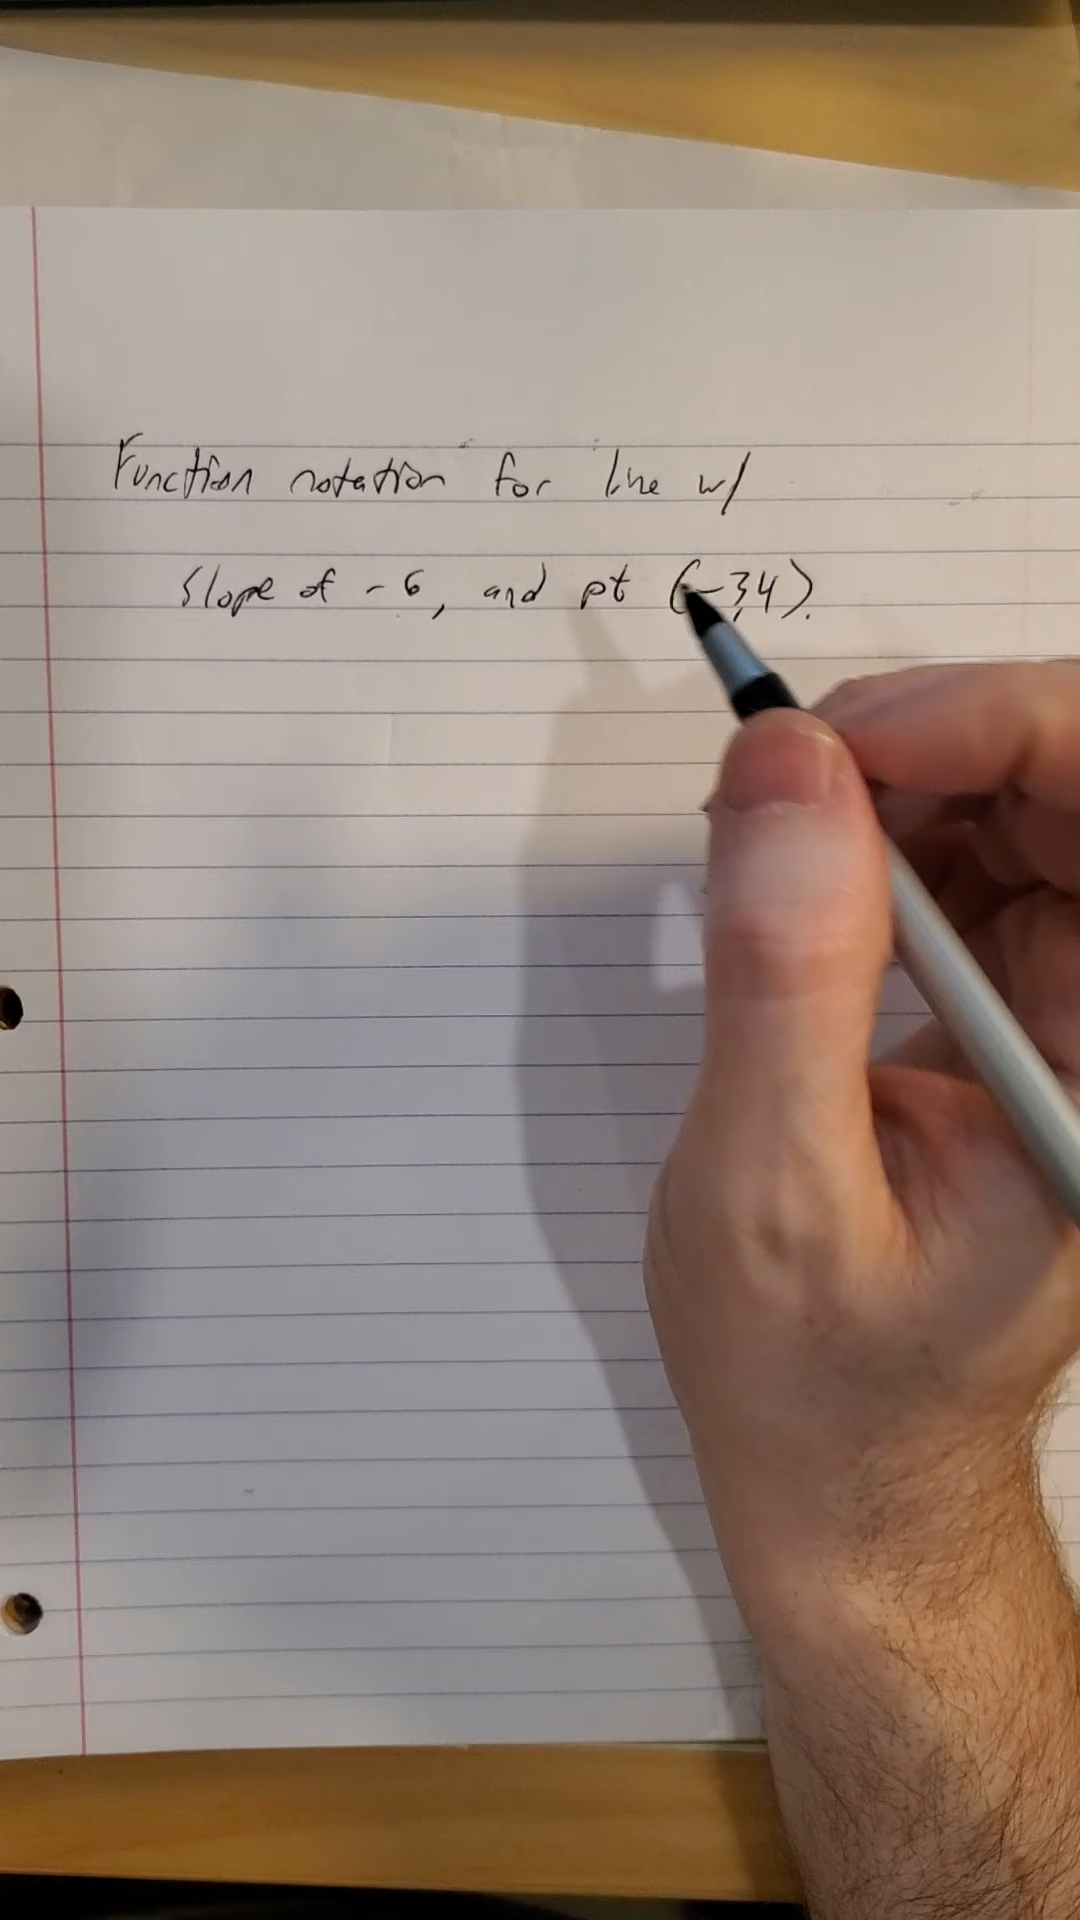 Function notation for line w/
slope of -6, and pt (-3,4).